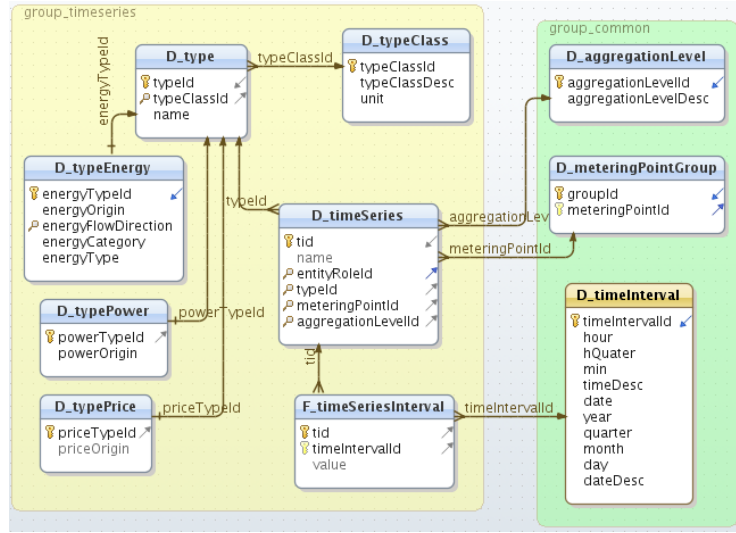 group_timeseries
group_common
D_type
typeId
typeClassId
name
typeClassId
D_typeClass
typeClassId
typeClassDesc
unit
D_aggregationLevel
aggregationLevelId
aggregationLevelDesc
energyTypeId
D_typeEnergy
energyTypeId
energyOrigin
energyFlowDirection
energyCategory
energyType
typeId
D_timeSeries
tid
name
entityRoleId
typeId
meteringPointId
aggregationLevelId
aggregationLev
meteringPointId
D_meteringPointGroup
groupId
meteringPointId
D_timeInterval
timeIntervalId
hour
hQuater
min
timeDesc
date
year
quarter
month
day
dateDesc
D_typePower
powerTypeId
powerOrigin
powerTypeId
D_typePrice
priceTypeId
priceOrigin
priceTypeId
tid
F_timeSeriesInterval
tid
timeIntervalId
value
timeIntervalId